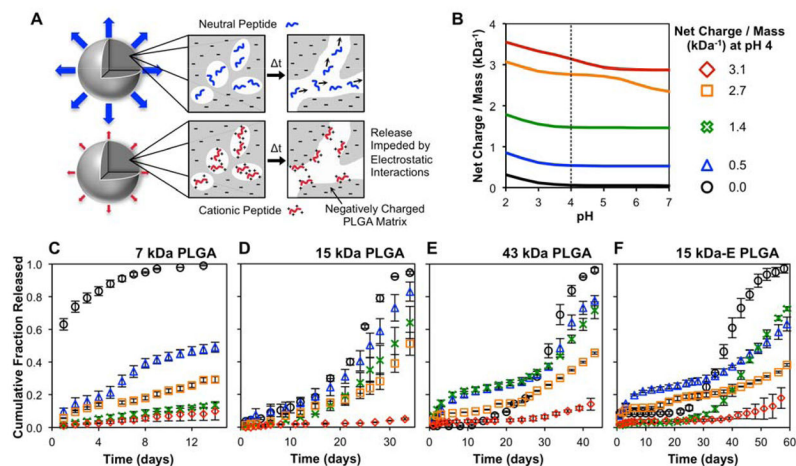 A
Neutral Peptide
Δt
Δt
Release
Impeded by
Electrostatic
Interactions
Cationic Peptide
Negatively Charged
PLGA Matrix
B
Net Charge / Mass (kDa⁻¹)
4
3
2
1
0
2 3 4 5 6 7
pH
Net Charge / Mass
(kDa⁻¹) at pH 4
3.1
2.7
1.4
0.5
0.0
C 7 kDa PLGA
Cumulative Fraction Released
1.0
0.8
0.6
0.4
0.2
0.0
0 4 8 12
Time (days)
D 15 kDa PLGA
0 10 20 30
Time (days)
E 43 kDa PLGA
0 10 20 30 40
Time (days)
F 15 kDa-E PLGA
0 10 20 30 40 50 60
Time (days)